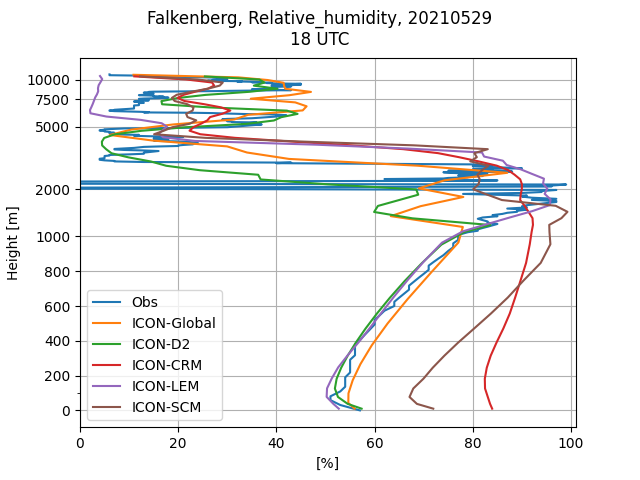 Falkenberg, Relative_humidity, 20210529
18 UTC
10000
7500
5000
2000
1000
800
600
400
200
0
Height [m]
Obs
ICON-Global
ICON-D2
ICON-CRM
ICON-LEM
ICON-SCM
0 20 40 60 80 100
[%]